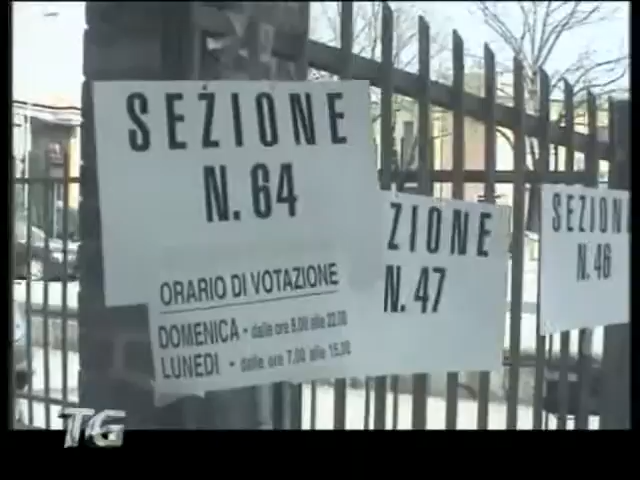 SEZIONE
N. 64
ORARIO DI VOTAZIONE
DOMENICA - dalle ore 8.00 alle 22.00
LUNEDI - dalle ore 7.00 alle 15.00
ZIONE
N. 47
SEZION
N. 46
TG